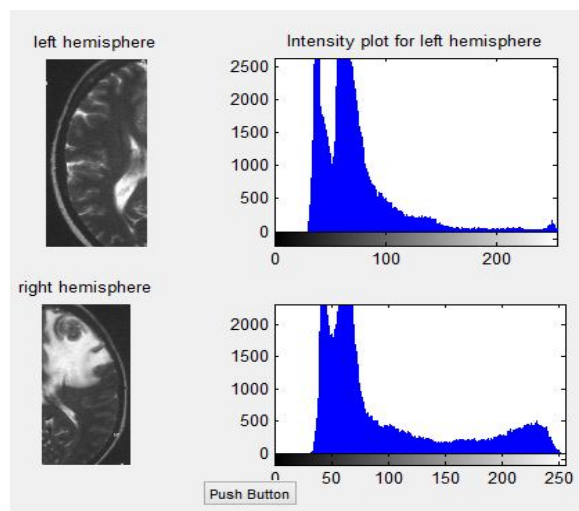 left hemisphere
Intensity plot for left hemisphere
2500
2000
1500
1000
500
0
0 100 200
right hemisphere
2000
1500
1000
500
0
0 50 100 150 200 250
Push Button